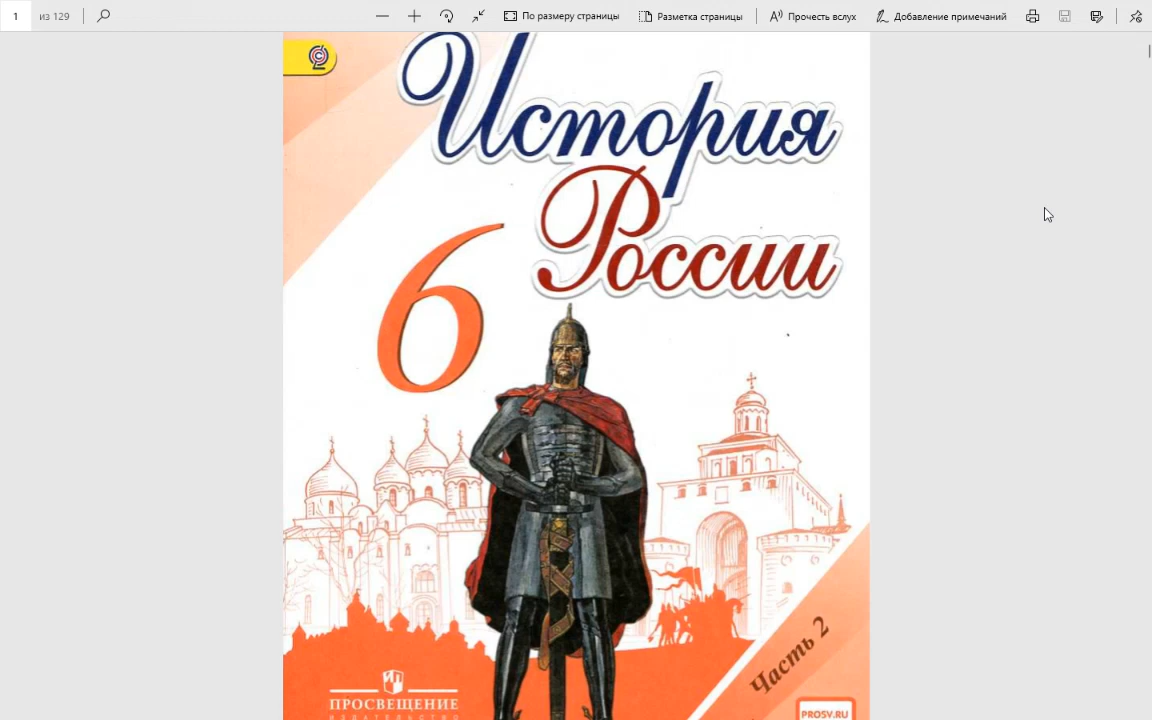 1 из 129 По размеру страницы Разметка страницы Прочесть вслух Добавление примечаний
История
России
6
Часть 2
ПРОСВЕЩЕНИЕ
ИЗДАТЕЛЬСТВО
PROSV.RU